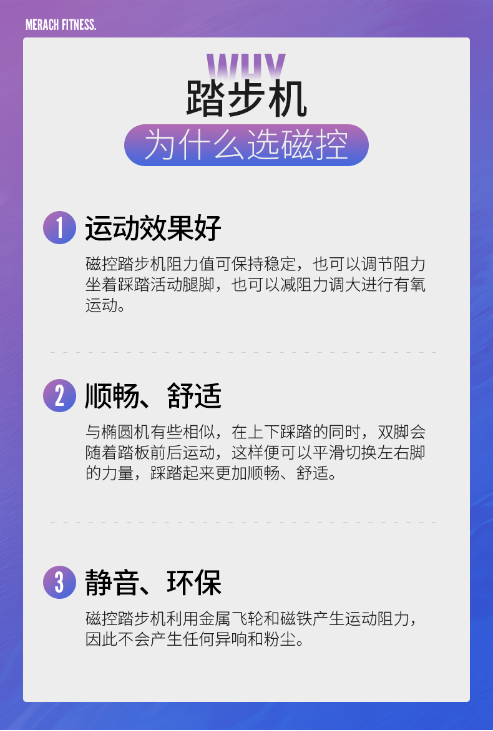 MERACH FITNESS.
WHY
踏步机
为什么选磁控
1 运动效果好
磁控踏步机阻力值可保持稳定，也可以调节阻力
坐着踩踏活动腿脚，也可以减阻力调大进行有氧
运动。
2 顺畅、舒适
与椭圆机有些相似，在上下踩踏的同时，双脚会
随着踏板前后运动，这样便可以平滑切换左右脚
的力量，踩踏起来更加顺畅、舒适。
3 静音、环保
磁控踏步机利用金属飞轮和磁铁产生运动阻力，
因此不会产生任何异响和粉尘。